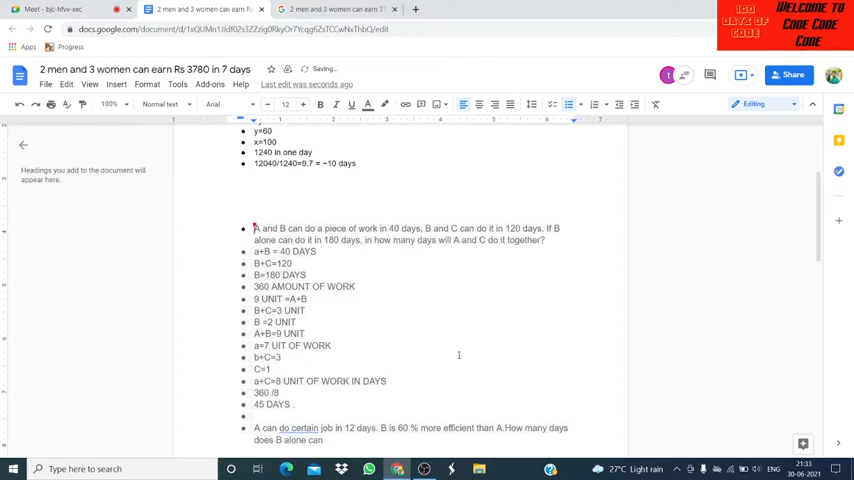 Meet - bjc-hfvv-xec
2 men and 3 women can earn Rs
2 men and 3 women can earn 37
docs.google.com/document/d/1xQUMn1Jldf02s3ZZzig0RkyOr7Ycqg6ZsTCCwNxThbQ/edit
Apps
Progress
100
DAYS OF
CODE
WELCOME TO
CODE CODE
CODE
2 men and 3 women can earn Rs 3780 in 7 days
Saving...
File Edit View Insert Format Tools Add-ons Help
Last edit was seconds ago
t
Share
100%
Normal text
Arial
12
B I U A
Editing
1 1 2 3 4 5 6 7
Headings you add to the document will
appear here.
y=60
x=100
1240 in one day
12040/1240=9.7 = ~10 days
A and B can do a piece of work in 40 days, B and C can do it in 120 days. If B
alone can do it in 180 days, in how many days will A and C do it together?
a+B = 40 DAYS
B+C=120
B=180 DAYS
360 AMOUNT OF WORK
9 UNIT =A+B
B+C=3 UNIT
B =2 UNIT
A+B=9 UNIT
a=7 UIT OF WORK
b+C=3
C=1
a+C=8 UNIT OF WORK IN DAYS
360 /8
45 DAYS .
A can do certain job in 12 days. B is 60 % more efficient than A.How many days
does B alone can
Type here to search
27°C Light rain
ENG
21:33
30-06-2021